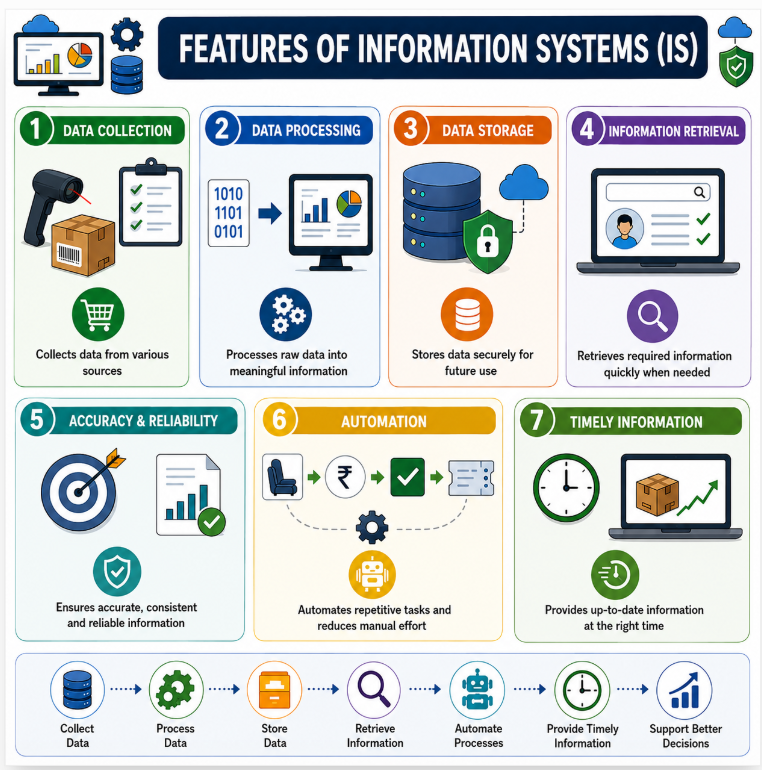 FEATURES OF INFORMATION SYSTEMS (IS)
1 DATA COLLECTION
Collects data from various
sources
2 DATA PROCESSING
1010
1101
0101
Processes raw data into
meaningful information
3 DATA STORAGE
Stores data securely for
future use
4 INFORMATION RETRIEVAL
Retrieves required information
quickly when needed
5 ACCURACY & RELIABILITY
Ensures accurate, consistent
and reliable information
6 AUTOMATION
₹
Automates repetitive tasks and
reduces manual effort
7 TIMELY INFORMATION
Provides up-to-date information
at the right time
Collect
Data
Process
Data
Store
Data
Retrieve
Information
Automate
Processes
Provide Timely
Information
Support Better
Decisions